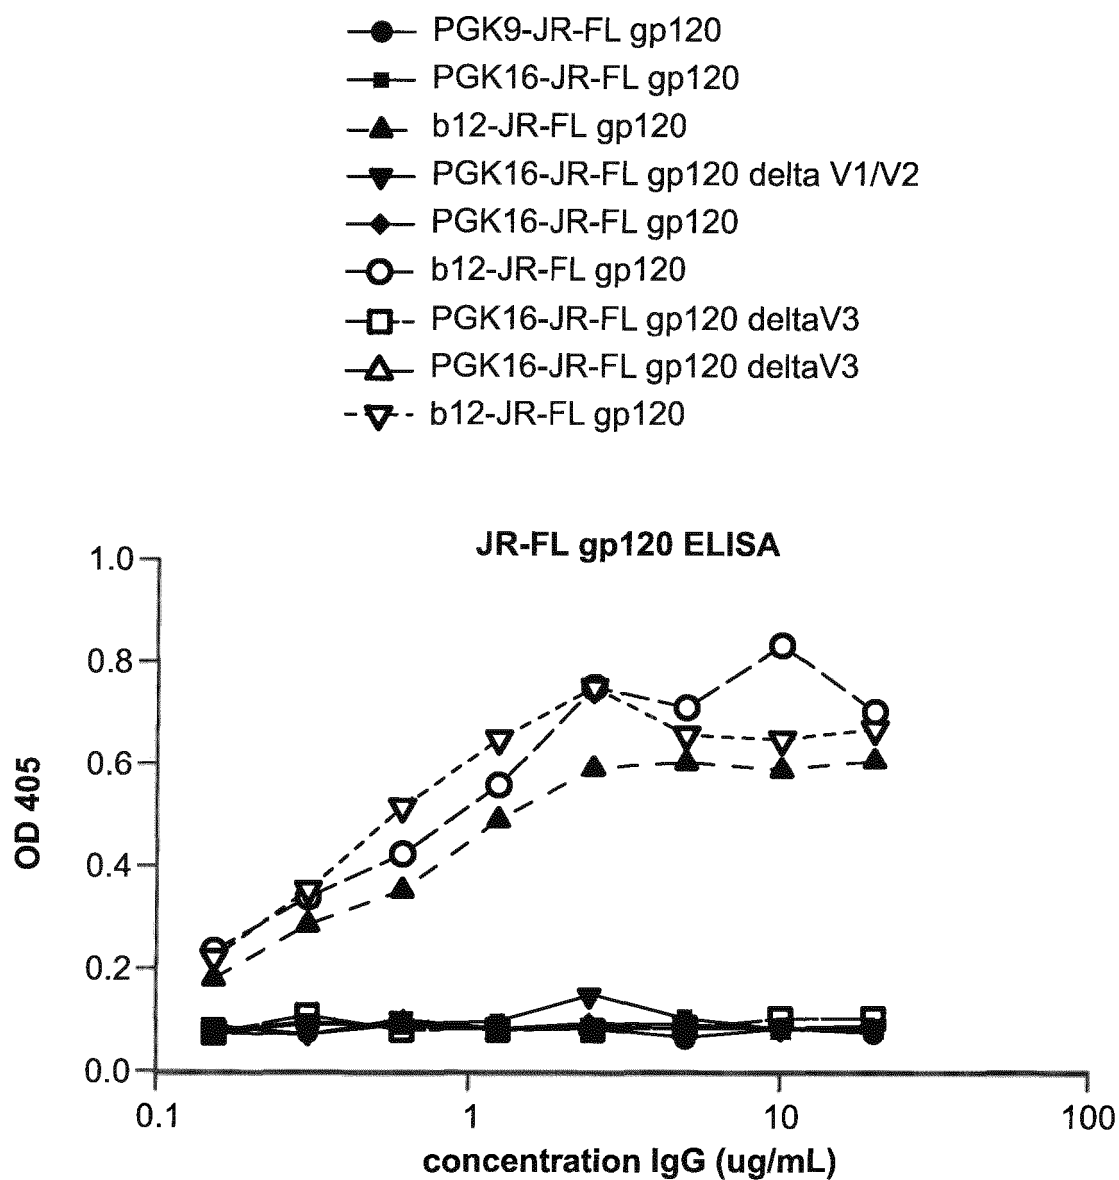 PGK9-JR-FL gp120
PGK16-JR-FL gp120
b12-JR-FL gp120
PGK16-JR-FL gp120 delta V1/V2
PGK16-JR-FL gp120
b12-JR-FL gp120
PGK16-JR-FL gp120 deltaV3
PGK16-JR-FL gp120 deltaV3
b12-JR-FL gp120
JR-FL gp120 ELISA
1.0
0.8
0.6
0.4
0.2
0.0
OD 405
0.1 1 10 100
concentration IgG (ug/mL)